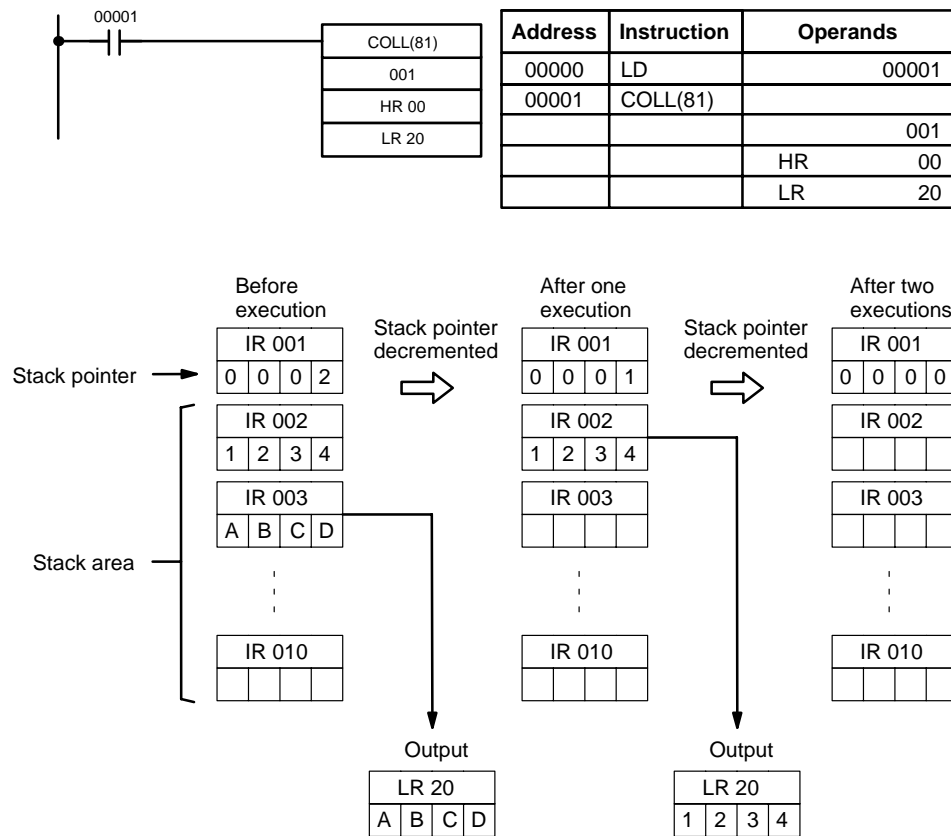 00001
COLL(81)
001
HR 00
LR 20
Address Instruction Operands
00000 LD 00001
00001 COLL(81)
001
HR 00
LR 20
Before execution
After one execution
After two executions
Stack pointer decremented
Stack pointer decremented
IR 001
IR 001
IR 001
Stack pointer
0 0 0 2
0 0 0 1
0 0 0 0
IR 002
IR 002
IR 002
1 2 3 4
1 2 3 4
IR 003
IR 003
IR 003
A B C D
Stack area
IR 010
IR 010
IR 010
Output
Output
LR 20
LR 20
A B C D
1 2 3 4